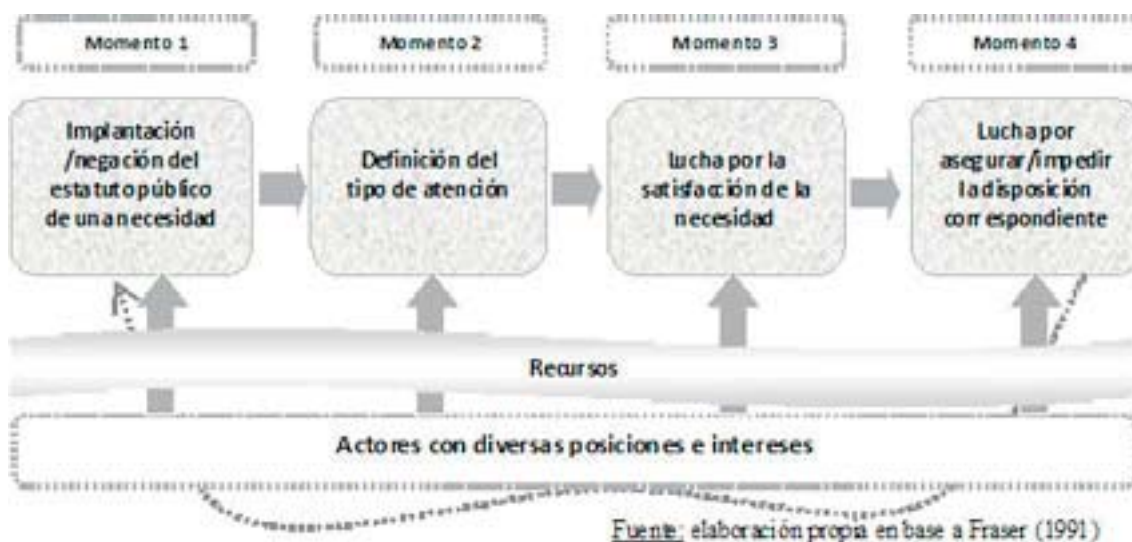 Momento 1
Momento 2
Momento 3
Momento 4
Implantación
/negación del
estatuto público
de una necesidad
Definición del
tipo de atención
Lucha por la
satisfacción de la
necesidad
Lucha por
asegurar/impedir
la disposición
correspondiente
Recursos
Actores con diversas posiciones e intereses
Fuente: elaboración propia en base a Fraser (1991)